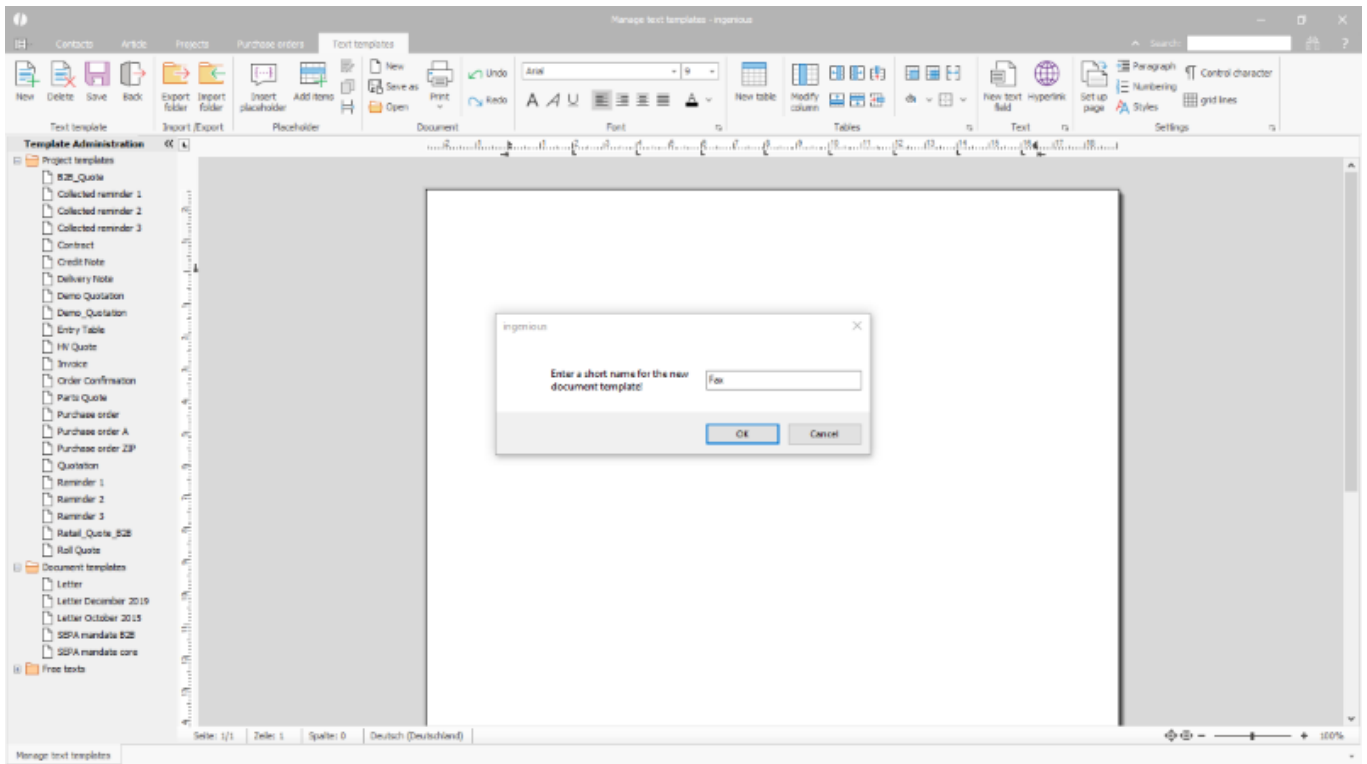 Manage text templates - ingenious
Contacts Article Projects Purchase orders Text templates Search:
New Delete Save Back
Text template
Export folder Import folder
Import /Export
Insert placeholder Add items
Placeholder
New
Save as
Open
Print
Document
Undo
Redo
Arial 9
A A U A
Font
New table Modify column
Tables
New text field Hyperlink
Text
Set up page
Paragraph
Numbering
Styles
Control character
grid lines
Settings
Template Administration
Project templates
B2B_Quote
Collected reminder 1
Collected reminder 2
Collected reminder 3
Contract
Credit Note
Delivery Note
Demo Quotation
Demo_Quotation
Entry Table
HV Quote
Invoice
Order Confirmation
Parts Quote
Purchase order
Purchase order A
Purchase order ZIP
Quotation
Reminder 1
Reminder 2
Reminder 3
Retail_Quote_B2B
Roll Quote
Document templates
Letter
Letter December 2019
Letter October 2015
SEPA mandate B2B
SEPA mandate core
Free texts
ingenious
Enter a short name for the new
document template!
Fax
OK Cancel
Seite: 1/1 Zeile: 1 Spalte: 0 Deutsch (Deutschland) 100%
Manage text templates